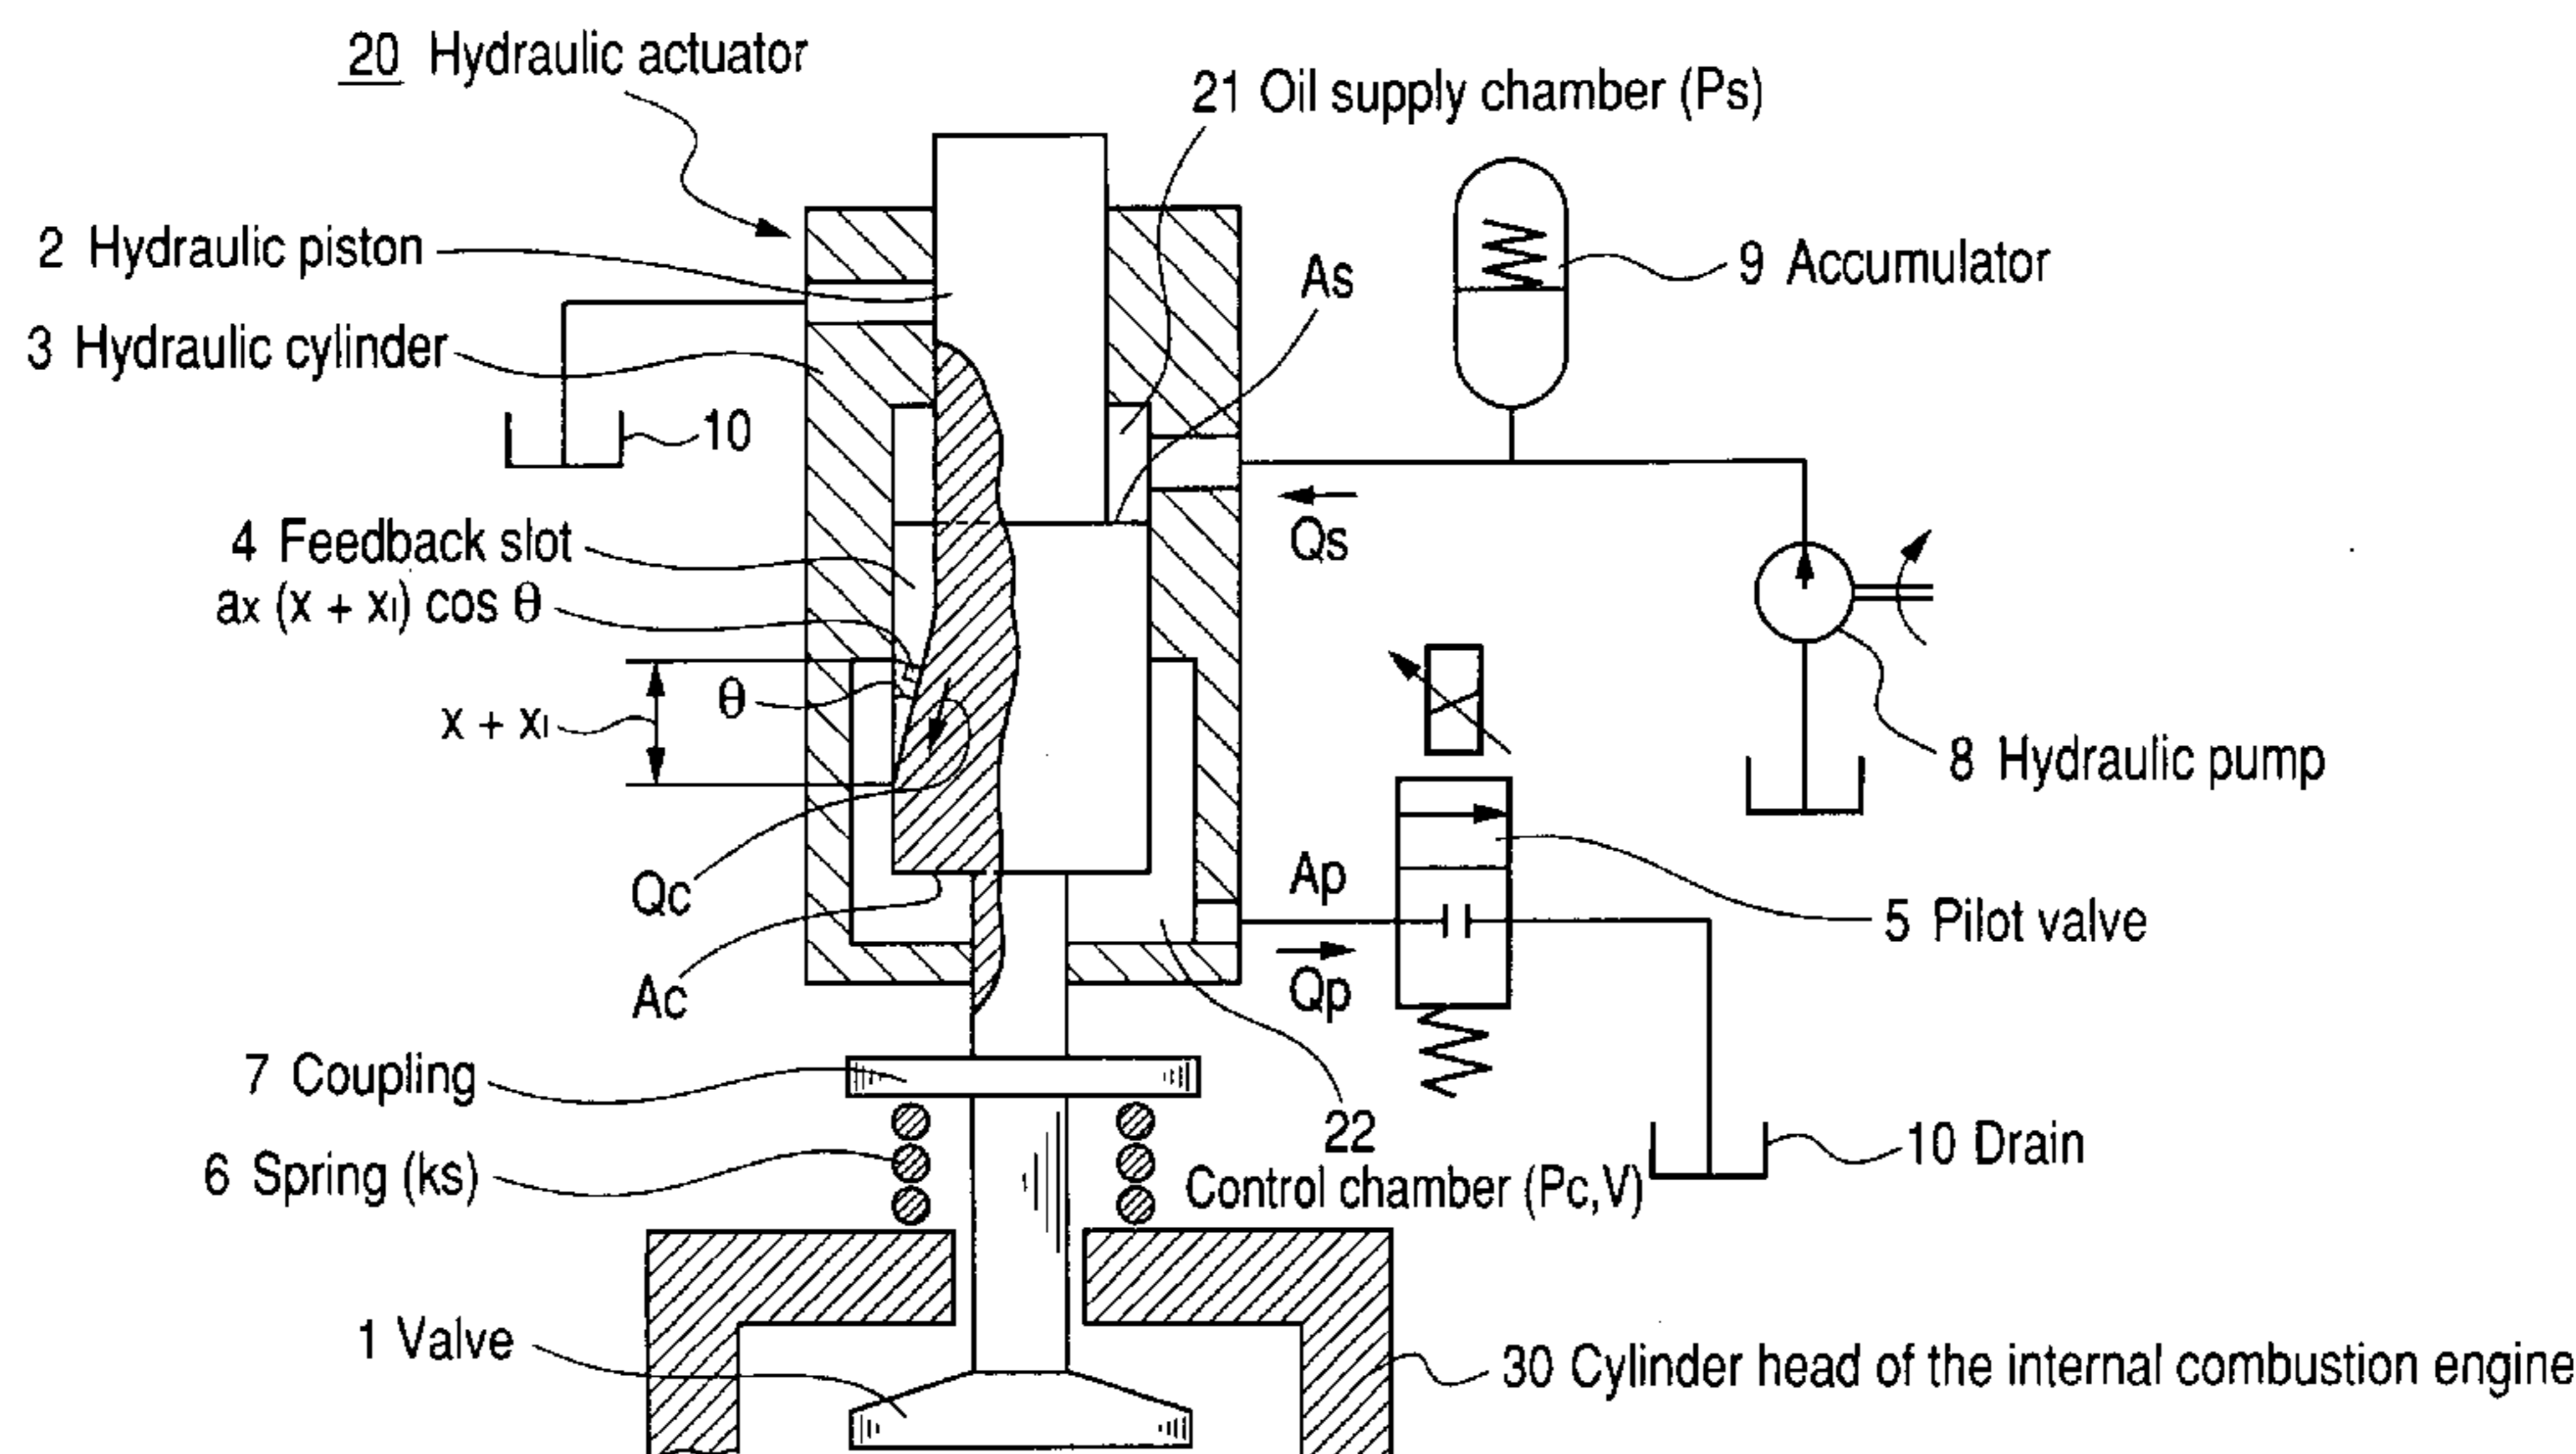 20 Hydraulic actuator
21 Oil supply chamber (Ps)
2 Hydraulic piston
As
9 Accumulator
3 Hydraulic cylinder
10
4 Feedback slot
ax (x + xl) cos θ
Qs
θ
x + xl
8 Hydraulic pump
Qc
Ap
5 Pilot valve
Ac
Qp
7 Coupling
22
Control chamber (Pc,V)
10 Drain
6 Spring (ks)
1 Valve
30 Cylinder head of the internal combustion engine